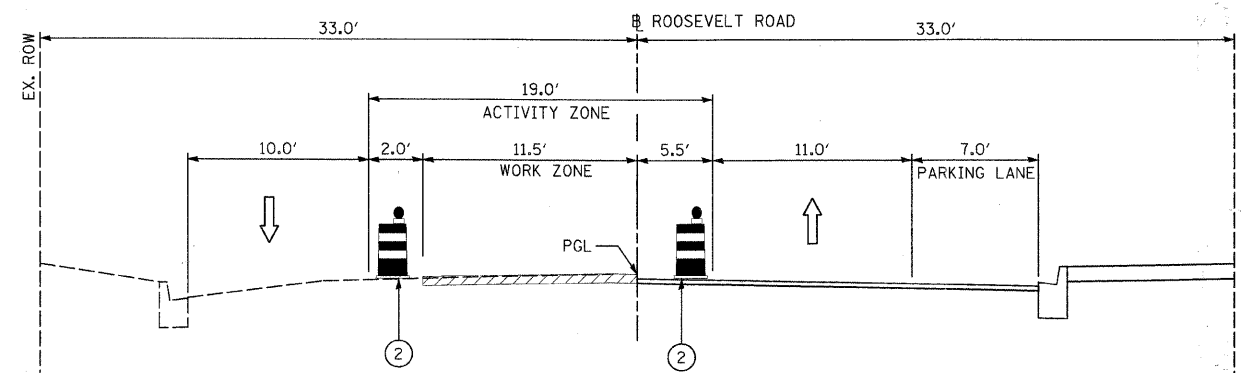 ℄ ROOSEVELT ROAD
33.0' 33.0'
EX. ROW
19.0'
ACTIVITY ZONE
10.0' 2.0' 11.5' 5.5' 11.0' 7.0'
WORK ZONE PARKING LANE
PGL
2 2